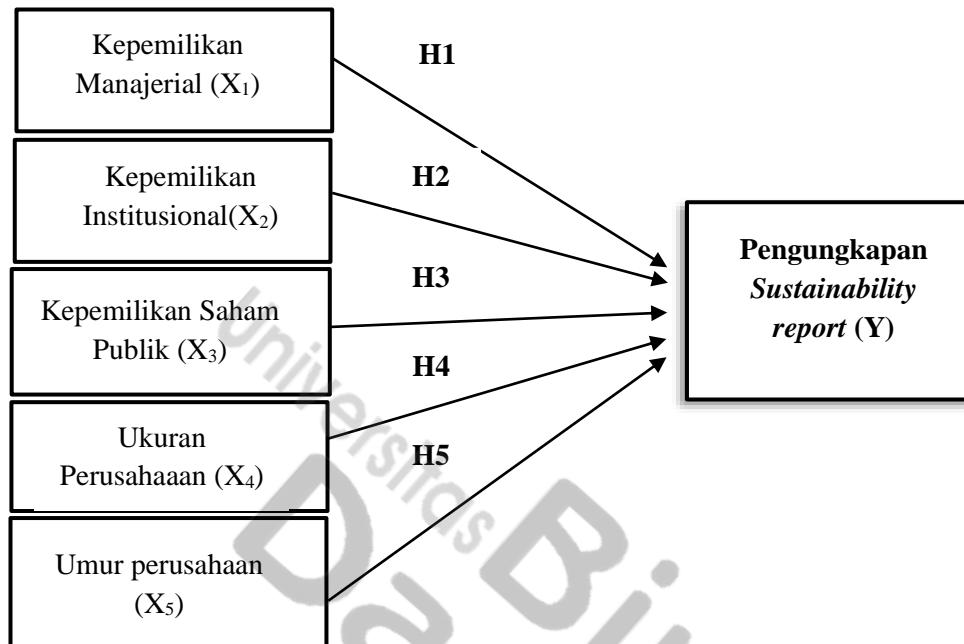 Kepemilikan
Manajerial (X₁)
H1
Kepemilikan
Institusional(X₂)
H2
Kepemilikan Saham
Publik (X₃)
H3
Ukuran
Perusahaaan (X₄)
H4
Umur perusahaan
(X₅)
H5
Pengungkapan
Sustainability
report (Y)
Universitas